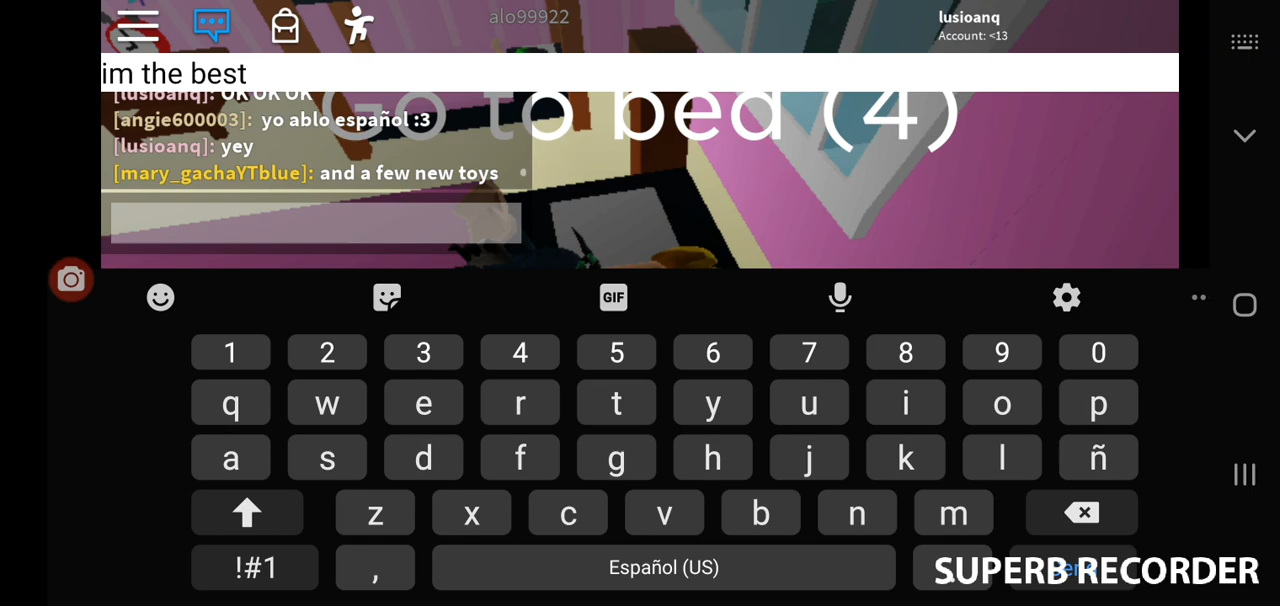 alo99922
lusioanq
Account: <13
im the best
Go to bed (4)
[lusioanq]: OK OK OK
[angie600003]: yo ablo español :3
[lusioanq]: yey
[mary_gachaYTblue]: and a few new toys
GIF
1 2 3 4 5 6 7 8 9 0
q w e r t y u i o p
a s d f g h j k l ñ
z x c v b n m
!#1 , Español (US)
SUPERB RECORDER